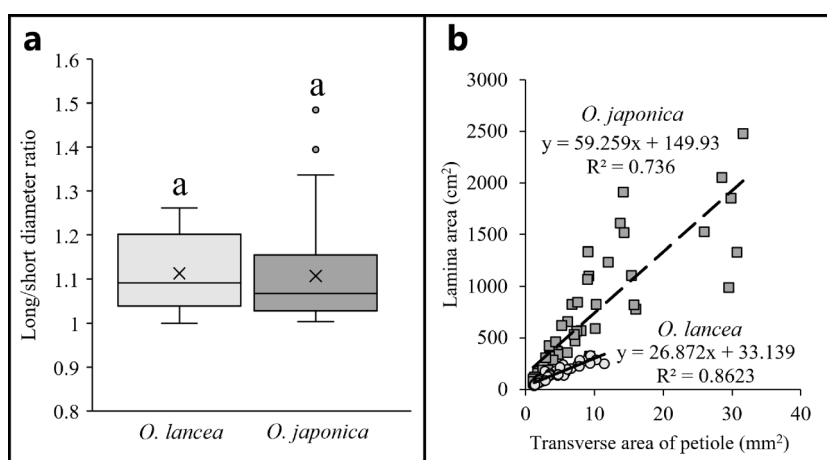 a
Long/short diameter ratio
1.6
1.5
1.4
1.3
1.2
1.1
1
0.9
0.8
a
a
O. lancea
O. japonica
b
Lamina area (cm²)
3000
2500
2000
1500
1000
500
0
O. japonica
y = 59.259x + 149.93
R² = 0.736
O. lancea
y = 26.872x + 33.139
R² = 0.8623
0 10 20 30 40
Transverse area of petiole (mm²)